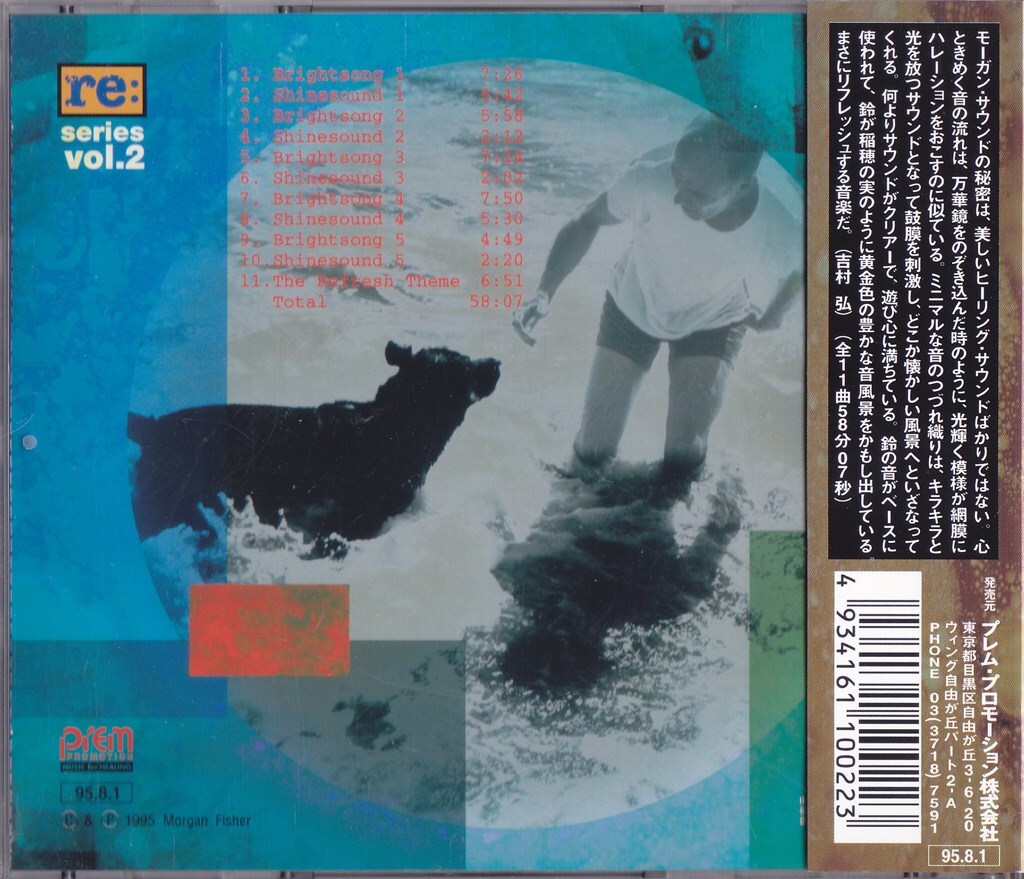 re:
series
vol.2
1. Brightsong 1 7:26
2. Shinesound 1 3:42
3. Brightsong 2 5:58
4. Shinesound 2 2:12
5. Brightsong 3
6. Shinesound 3
7. Brightsong 4 7:50
8. Shinesound 4 5:30
9. Brightsong 5 4:49
10. Shinesound 5 2:20
11. The Refresh Theme 6:51
Total 58:07
prem
PROMOTION
MUSIC for HEALING
95.8.1
© & ℗ 1995 Morgan Fisher
モーガン・サウンドの秘密は、美しいヒーリング・サウンドばかりではない。心
ときめく音の流れは、万華鏡をのぞき込んだ時のように、光輝く模様が網膜に
ハレーションをおこすのに似ている。ミニマルな音のつづれ織りは、キラキラと
光を放つサウンドとなって鼓膜を刺激し、どこか懐かしい風景へといざなって
くれる。何よりサウンドがクリアーで、遊び心に満ちている。鈴の音がベースに
使われて、鈴が稲穂の実のように黄金色の豊かな音風景をかもし出している。
まさにリフレッシュする音楽だ。（吉村 弘）（全11曲58分07秒）
発売元 プレム・プロモーション株式会社
東京都目黒区自由が丘3-6-20
ウィング自由が丘パート2-A
PHONE 03(3718)7591
4 934161 100223
95.8.1